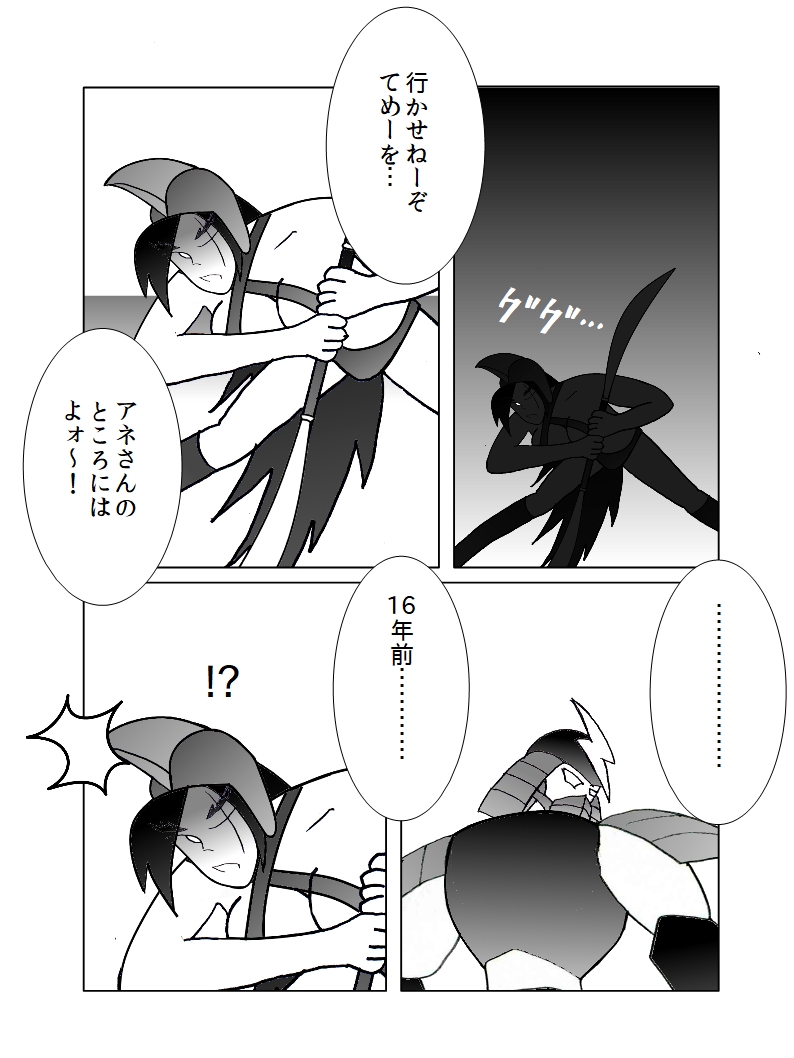 グググ…
行かせねーぞ
てめーを…
アネさんの
ところには
よォ～!
………………
16年前…………
!?